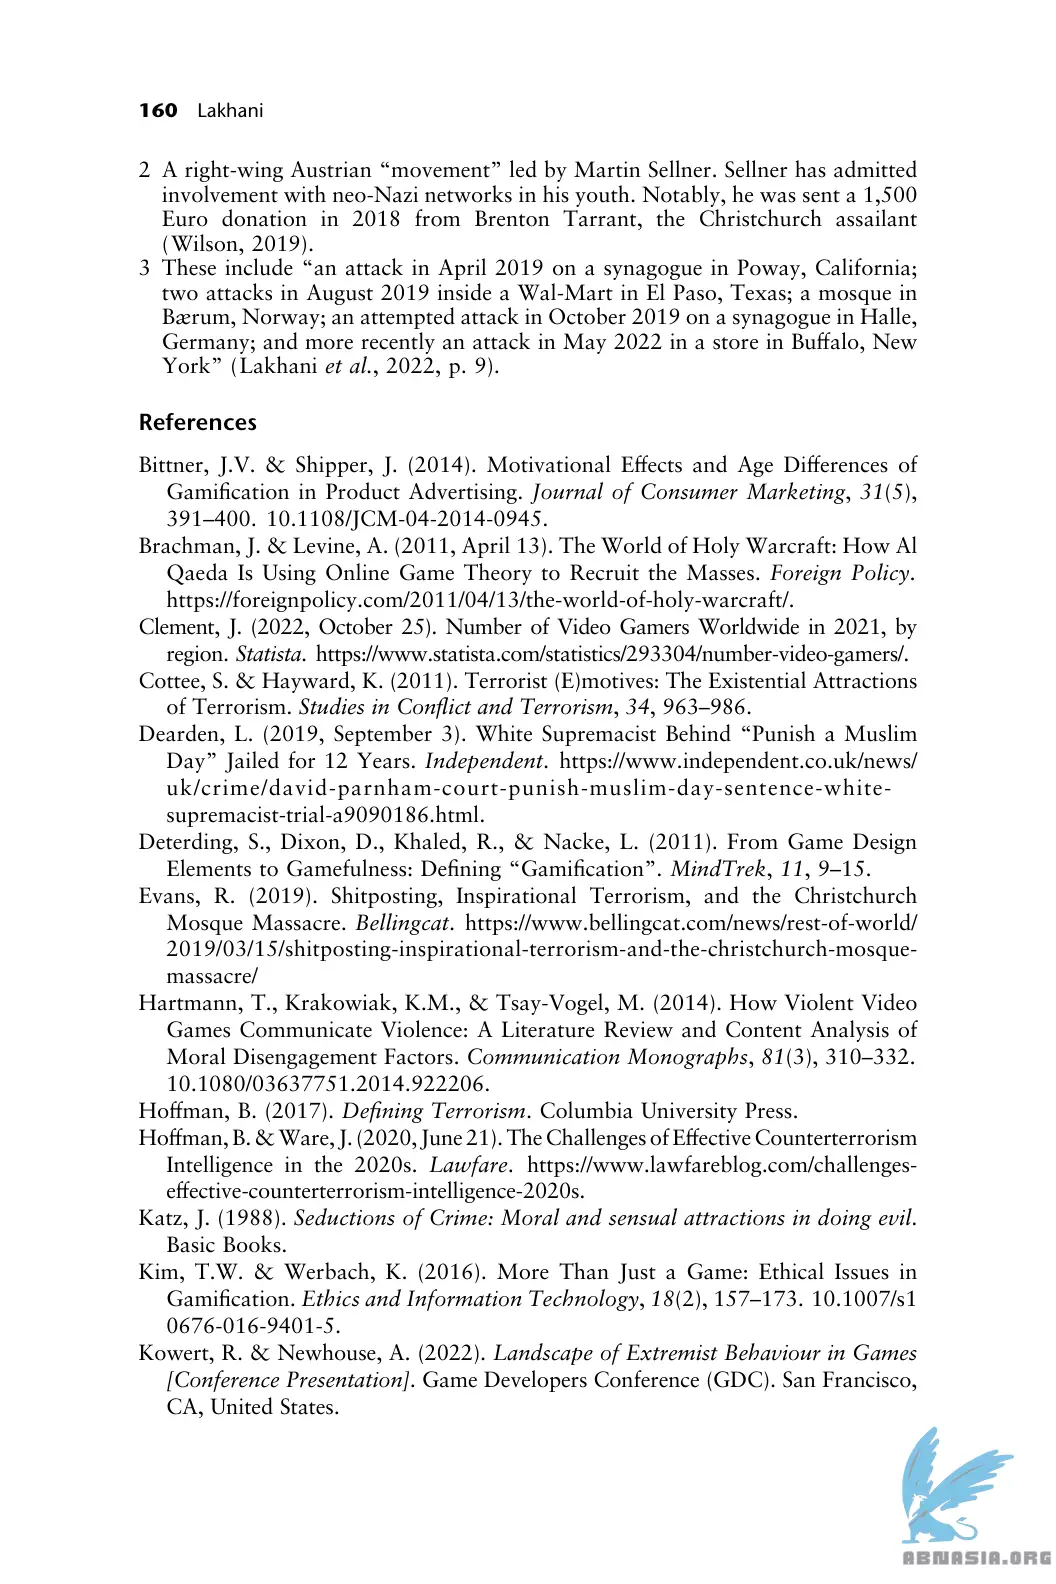 160 Lakhani
2 A right-wing Austrian “movement” led by Martin Sellner. Sellner has admitted
involvement with neo-Nazi networks in his youth. Notably, he was sent a 1,500
Euro donation in 2018 from Brenton Tarrant, the Christchurch assailant
(Wilson, 2019).
3 These include “an attack in April 2019 on a synagogue in Poway, California;
two attacks in August 2019 inside a Wal-Mart in El Paso, Texas; a mosque in
Bærum, Norway; an attempted attack in October 2019 on a synagogue in Halle,
Germany; and more recently an attack in May 2022 in a store in Buffalo, New
York” (Lakhani et al., 2022, p. 9).
References
Bittner, J.V. & Shipper, J. (2014). Motivational Effects and Age Differences of
Gamification in Product Advertising. Journal of Consumer Marketing, 31(5),
391–400. 10.1108/JCM-04-2014-0945.
Brachman, J. & Levine, A. (2011, April 13). The World of Holy Warcraft: How Al
Qaeda Is Using Online Game Theory to Recruit the Masses. Foreign Policy.
https://foreignpolicy.com/2011/04/13/the-world-of-holy-warcraft/.
Clement, J. (2022, October 25). Number of Video Gamers Worldwide in 2021, by
region. Statista. https://www.statista.com/statistics/293304/number-video-gamers/.
Cottee, S. & Hayward, K. (2011). Terrorist (E)motives: The Existential Attractions
of Terrorism. Studies in Conflict and Terrorism, 34, 963–986.
Dearden, L. (2019, September 3). White Supremacist Behind “Punish a Muslim
Day” Jailed for 12 Years. Independent. https://www.independent.co.uk/news/
uk/crime/david-parnham-court-punish-muslim-day-sentence-white-
supremacist-trial-a9090186.html.
Deterding, S., Dixon, D., Khaled, R., & Nacke, L. (2011). From Game Design
Elements to Gamefulness: Defining “Gamification”. MindTrek, 11, 9–15.
Evans, R. (2019). Shitposting, Inspirational Terrorism, and the Christchurch
Mosque Massacre. Bellingcat. https://www.bellingcat.com/news/rest-of-world/
2019/03/15/shitposting-inspirational-terrorism-and-the-christchurch-mosque-
massacre/
Hartmann, T., Krakowiak, K.M., & Tsay-Vogel, M. (2014). How Violent Video
Games Communicate Violence: A Literature Review and Content Analysis of
Moral Disengagement Factors. Communication Monographs, 81(3), 310–332.
10.1080/03637751.2014.922206.
Hoffman, B. (2017). Defining Terrorism. Columbia University Press.
Hoffman, B. & Ware, J. (2020, June 21). The Challenges of Effective Counterterrorism
Intelligence in the 2020s. Lawfare. https://www.lawfareblog.com/challenges-
effective-counterterrorism-intelligence-2020s.
Katz, J. (1988). Seductions of Crime: Moral and sensual attractions in doing evil.
Basic Books.
Kim, T.W. & Werbach, K. (2016). More Than Just a Game: Ethical Issues in
Gamification. Ethics and Information Technology, 18(2), 157–173. 10.1007/s1
0676-016-9401-5.
Kowert, R. & Newhouse, A. (2022). Landscape of Extremist Behaviour in Games
[Conference Presentation]. Game Developers Conference (GDC). San Francisco,
CA, United States.
ABNASIA.ORG